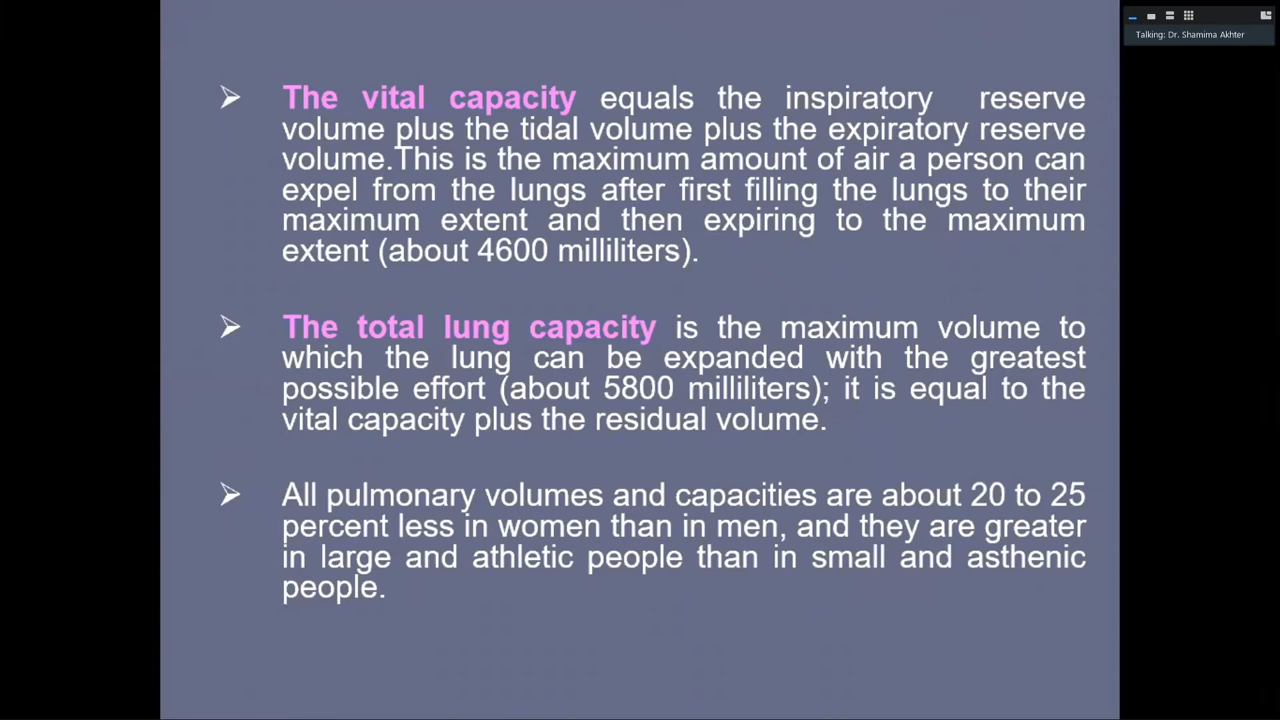 Talking: Dr. Shamima Akhter
The vital capacity equals the inspiratory reserve
volume plus the tidal volume plus the expiratory reserve
volume.This is the maximum amount of air a person can
expel from the lungs after first filling the lungs to their
maximum extent and then expiring to the maximum
extent (about 4600 milliliters).
The total lung capacity is the maximum volume to
which the lung can be expanded with the greatest
possible effort (about 5800 milliliters); it is equal to the
vital capacity plus the residual volume.
All pulmonary volumes and capacities are about 20 to 25
percent less in women than in men, and they are greater
in large and athletic people than in small and asthenic
people.